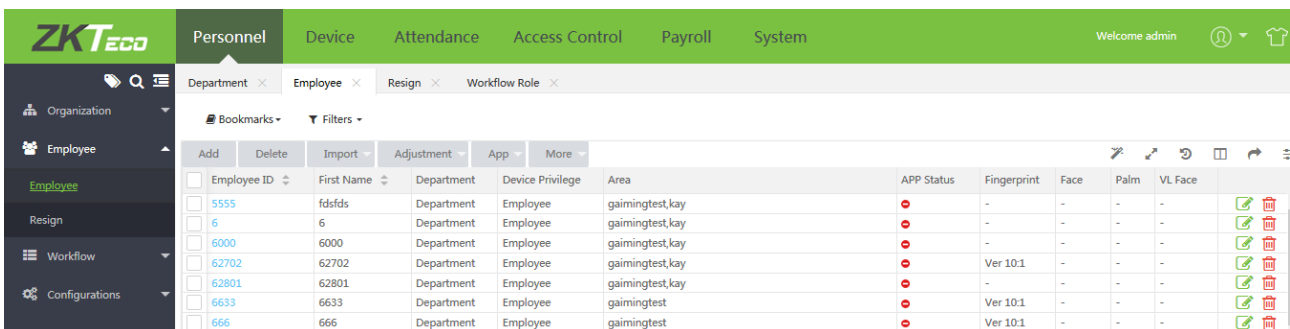 ZKTeco Personnel Device Attendance Access Control Payroll System Welcome admin
Department Employee Resign Workflow Role
Organization
Bookmarks Filters
Employee
Add Delete Import Adjustment App More
Employee ID First Name Department Device Privilege Area APP Status Fingerprint Face Palm VL Face
Employee
5555 fdsfds Department Employee gaimingtest,kay - - - -
Resign
6 6 Department Employee gaimingtest,kay - - - -
6000 6000 Department Employee gaimingtest,kay - - - -
Workflow
62702 62702 Department Employee gaimingtest,kay Ver 10:1 - - -
62801 62801 Department Employee gaimingtest,kay - - - -
Configurations
6633 6633 Department Employee gaimingtest Ver 10:1 - - -
666 666 Department Employee gaimingtest Ver 10:1 - - -